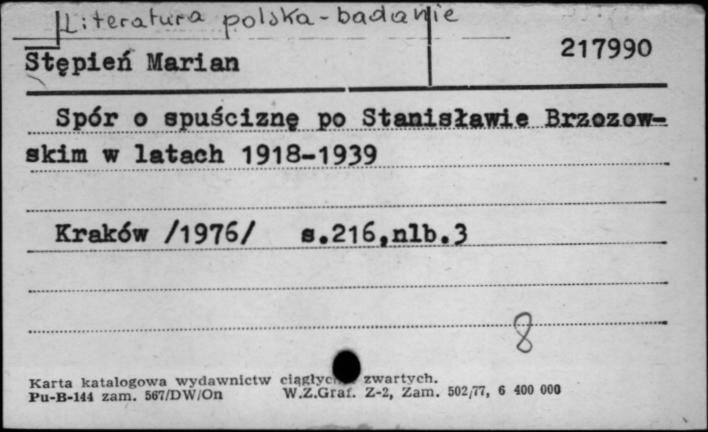 Literatura polska - badanie
217990
Stępień Marian
Spór o spuściznę po Stanisławie Brzozow-
skim w latach 1918-1939
Kraków /1976/ s.216,nlb.3
8
Karta katalogowa wydawnictw ciągłych zwartych.
Pu-B-144 zam. 567/DW/On W.Z.Graf. Z-2, Zam. 502/77, 6 400 000